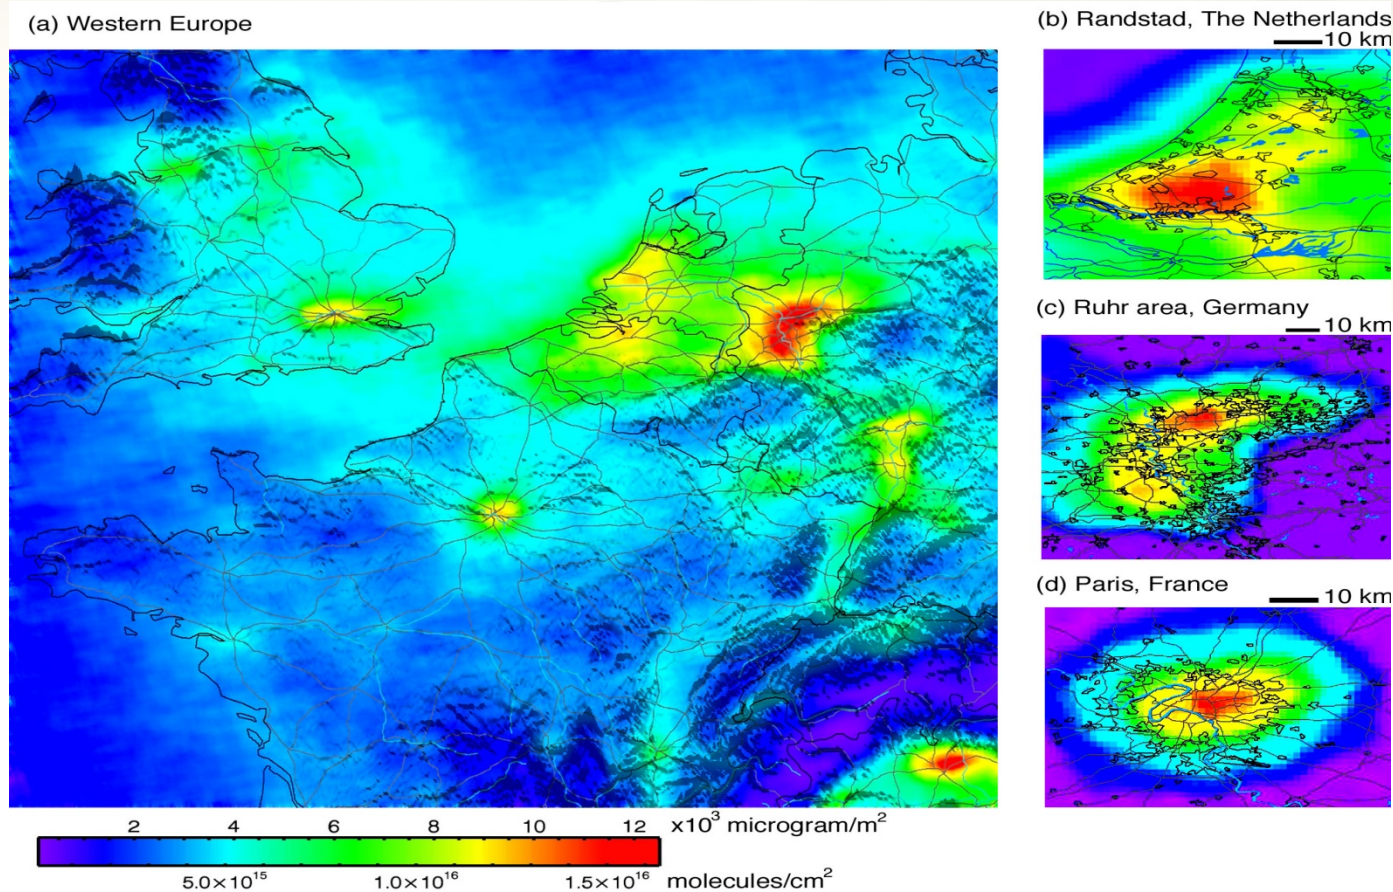 (a) Western Europe
(b) Randstad, The Netherlands
10 km
(c) Ruhr area, Germany
10 km
(d) Paris, France
10 km
2 4 6 8 10 12 x10³ microgram/m²
5.0×10¹⁵ 1.0×10¹⁶ 1.5×10¹⁶ molecules/cm²